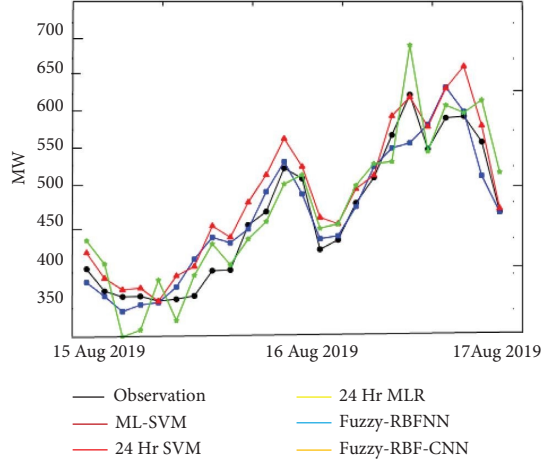 700
650
600
550
500
450
400
350
MW
15 Aug 2019
16 Aug 2019
17Aug 2019
Observation
ML-SVM
24 Hr SVM
24 Hr MLR
Fuzzy-RBFNN
Fuzzy-RBF-CNN